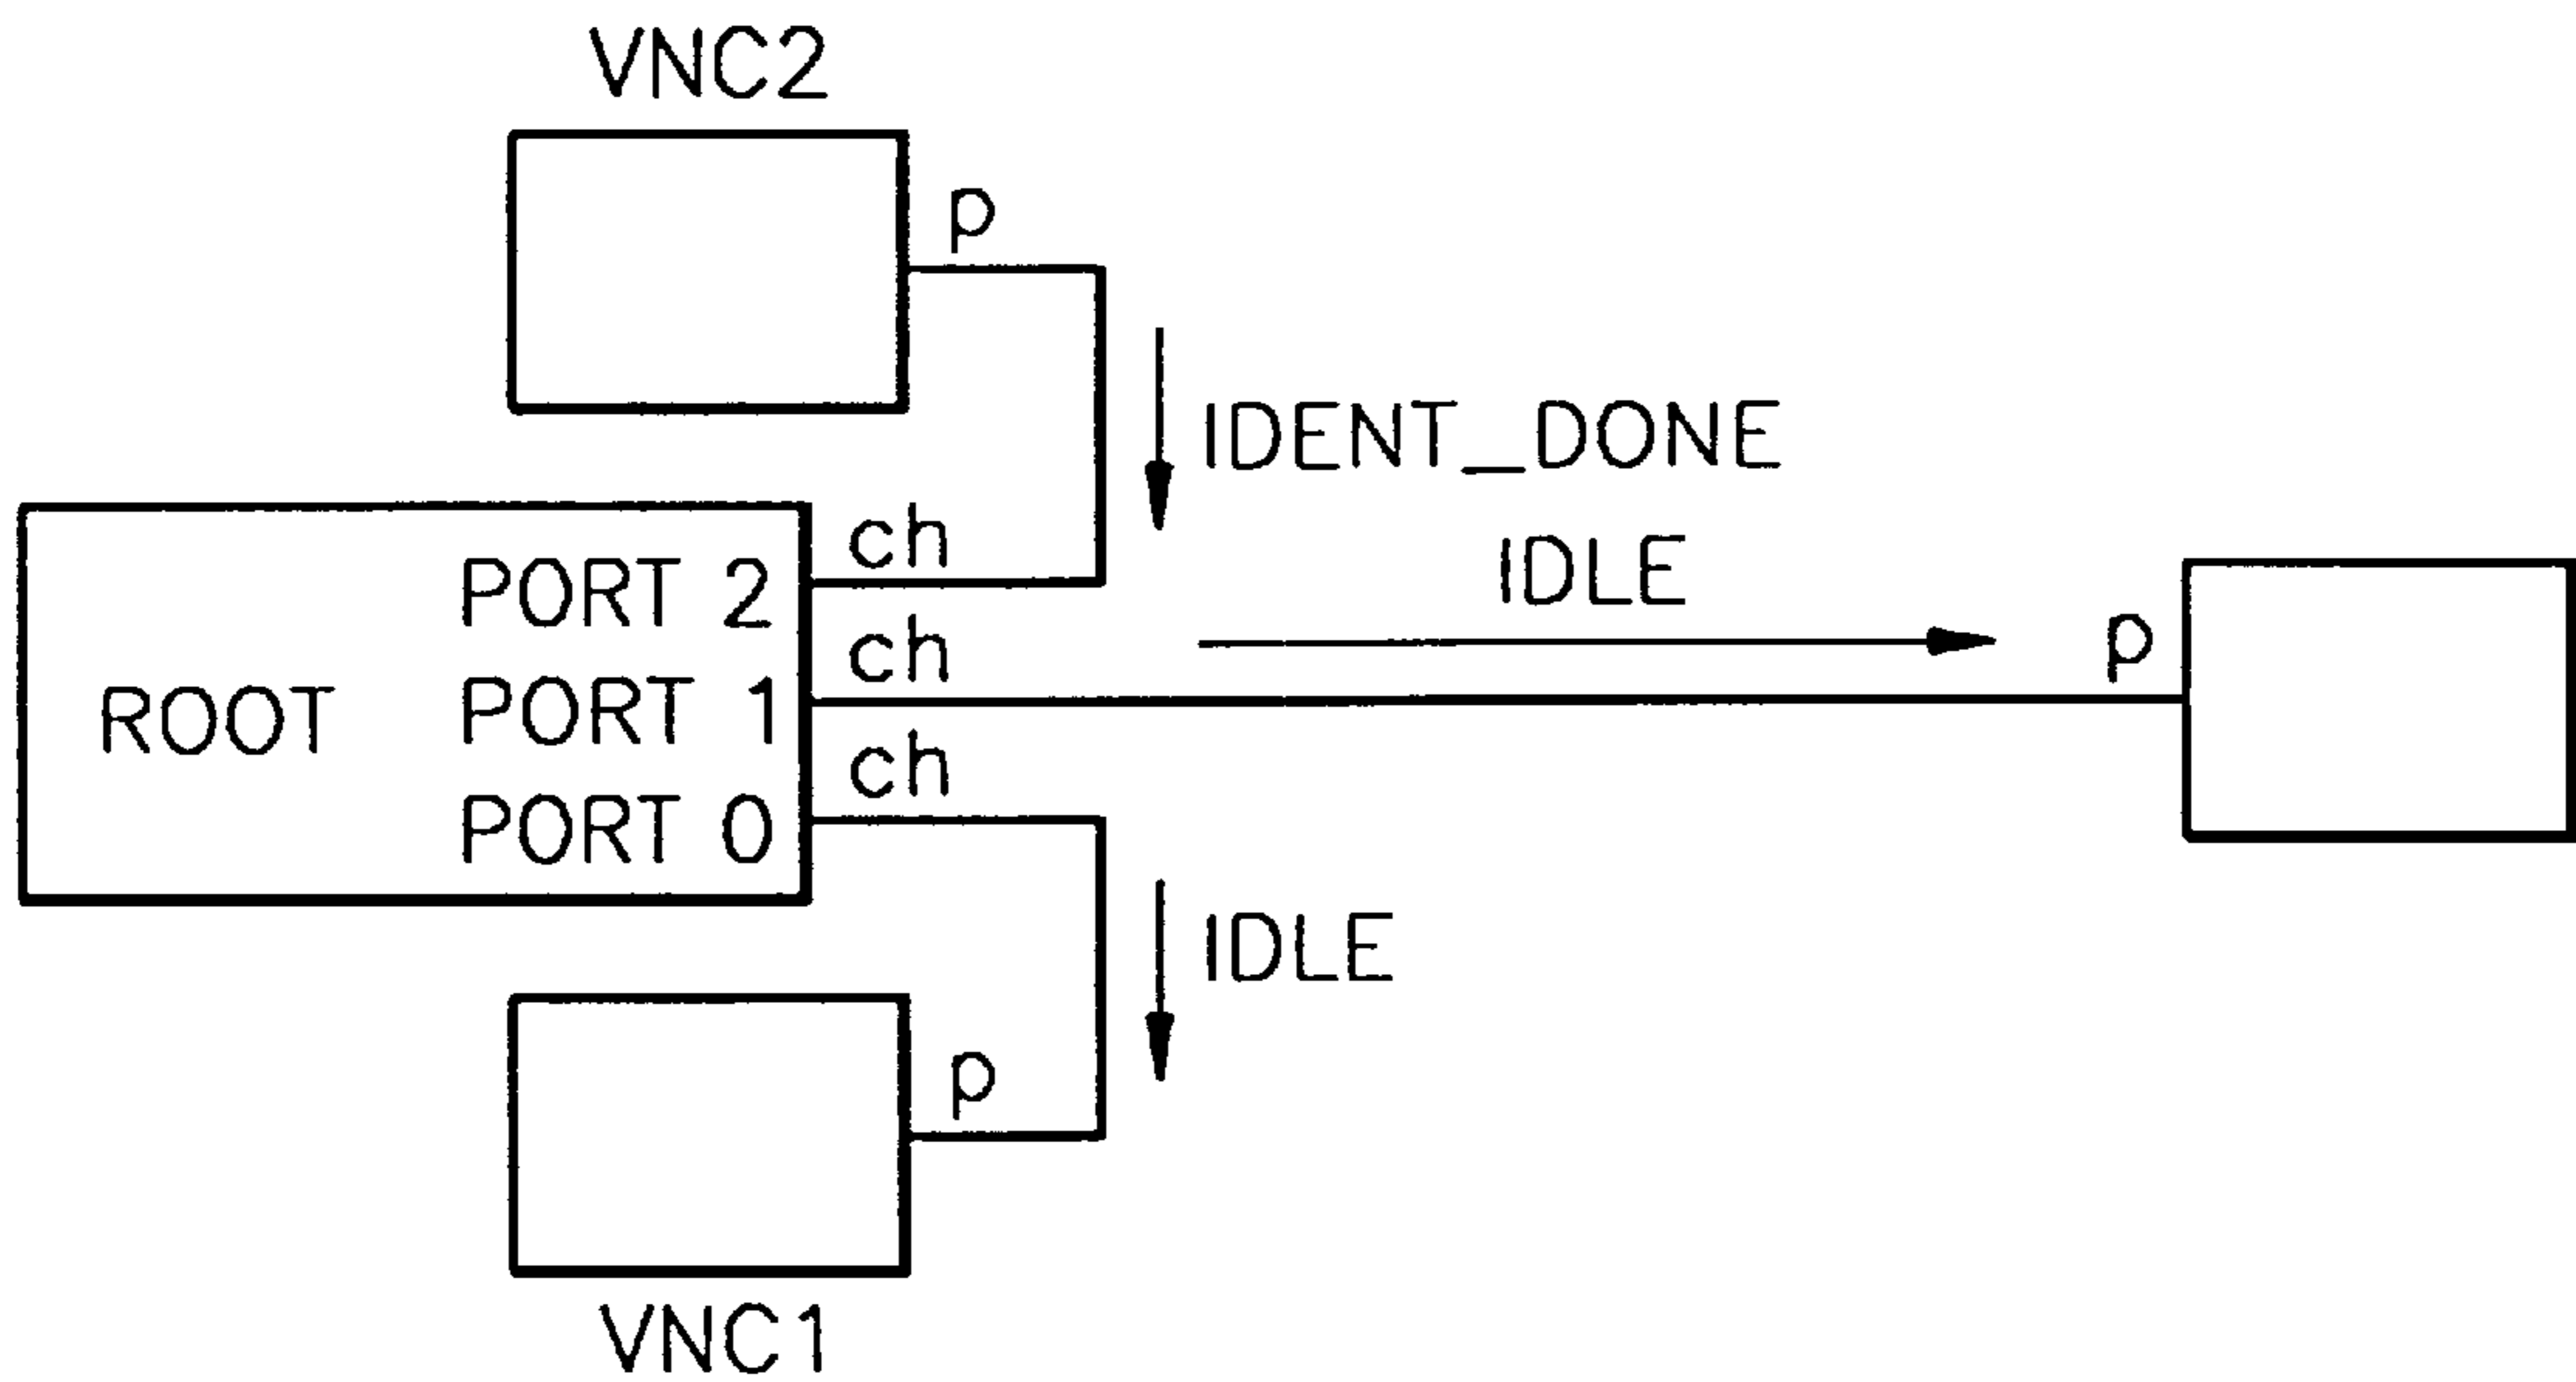 VNC2
p
IDENT_DONE
ch
IDLE
PORT 2
ch
p
ROOT
PORT 1
ch
PORT 0
IDLE
p
VNC1